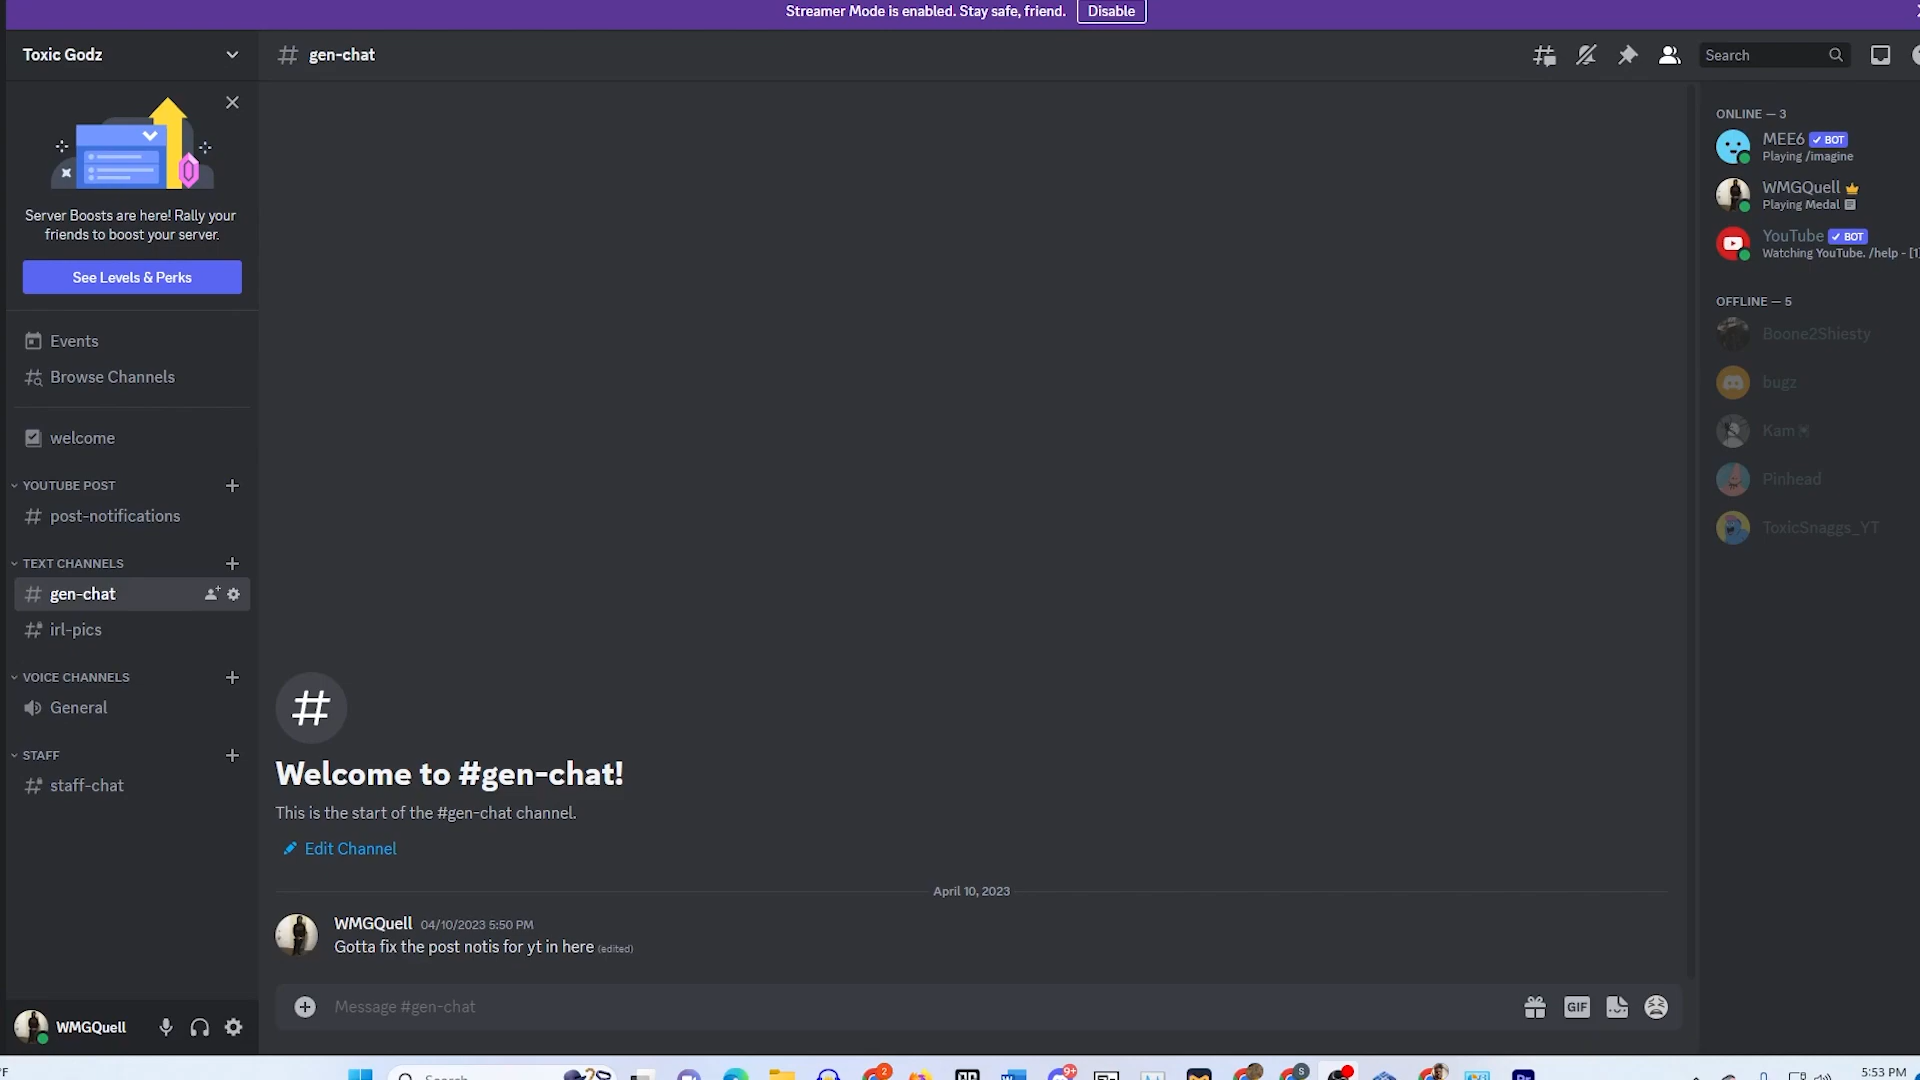 Streamer Mode is enabled. Stay safe, friend. Disable
Toxic Godz
gen-chat
Search
Server Boosts are here! Rally your
friends to boost your server.
See Levels & Perks
Events
Browse Channels
welcome
YOUTUBE POST
post-notifications
TEXT CHANNELS
gen-chat
irl-pics
VOICE CHANNELS
General
STAFF
staff-chat
WMGQuell
Welcome to #gen-chat!
This is the start of the #gen-chat channel.
Edit Channel
April 10, 2023
WMGQuell 04/10/2023 5:50 PM
Gotta fix the post notis for yt in here (edited)
Message #gen-chat
GIF
ONLINE — 3
MEE6 BOT
Playing /imagine
WMGQuell
Playing Medal
YouTube BOT
Watching YouTube. /help - [1]
OFFLINE — 5
Boone2Shiesty
bugz
Kam
Pinhead
ToxicSnaggs_YT
°F
Search
2
9+
S
5:53 PM